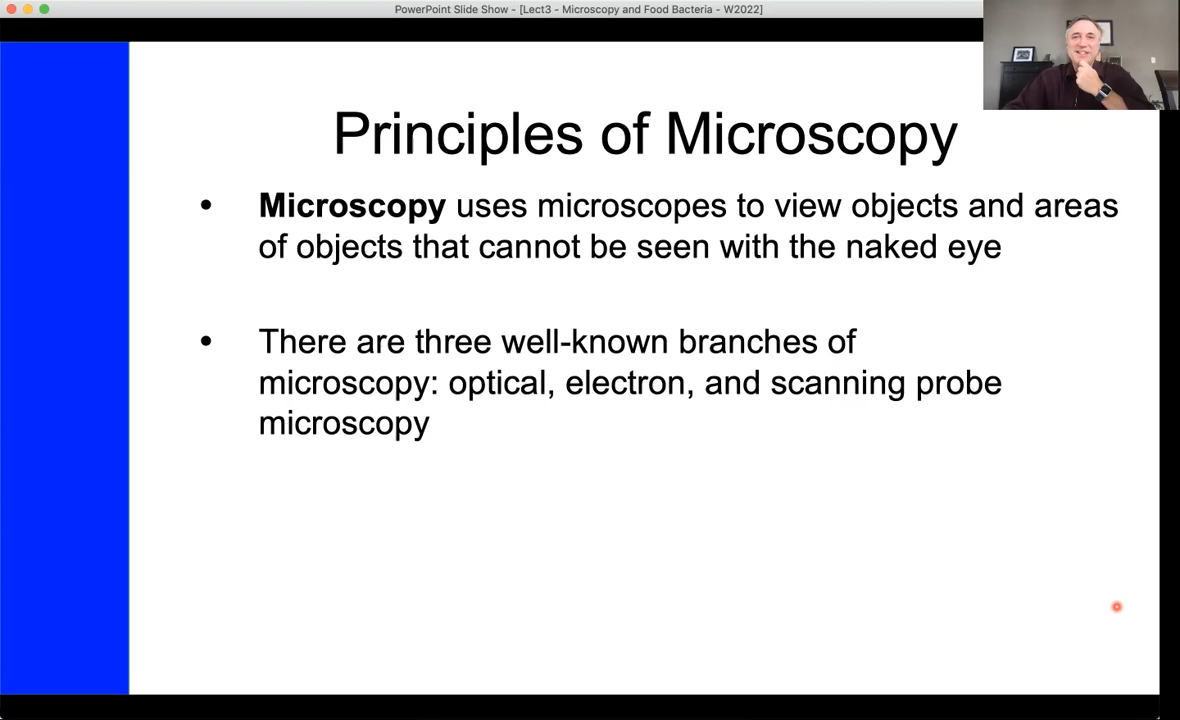 PowerPoint Slide Show - [Lect3 - Microscopy and Food Bacteria - W2022]
Principles of Microscopy
• Microscopy uses microscopes to view objects and areas
of objects that cannot be seen with the naked eye
• There are three well-known branches of
microscopy: optical, electron, and scanning probe
microscopy